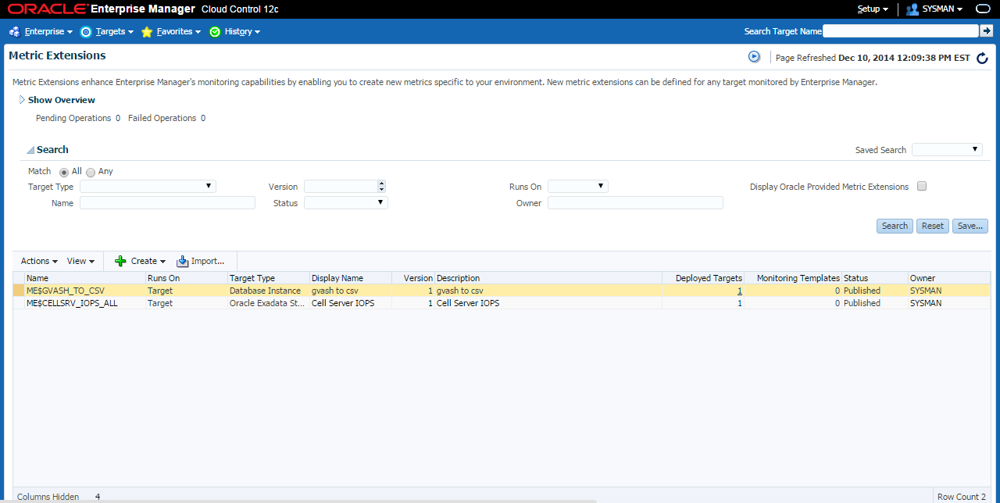 ORACLE Enterprise Manager Cloud Control 12c Setup SYSMAN
Enterprise Targets Favorites History Search Target Name
Metric Extensions Page Refreshed Dec 10, 2014 12:09:38 PM EST
Metric Extensions enhance Enterprise Manager's monitoring capabilities by enabling you to create new metrics specific to your environment. New metric extensions can be defined for any target monitored by Enterprise Manager.
Show Overview
Pending Operations 0 Failed Operations 0
Search Saved Search
Match All Any
Target Type Version Runs On Display Oracle Provided Metric Extensions
Name Status Owner
Search Reset Save...
Actions View Create Import...
Name Runs On Target Type Display Name Version Description Deployed Targets Monitoring Templates Status Owner
ME$GVASH_TO_CSV Target Database Instance gvash to csv 1 gvash to csv 1 0 Published SYSMAN
ME$CELLSRV_IOPS_ALL Target Oracle Exadata St... Cell Server IOPS 1 Cell Server IOPS 1 0 Published SYSMAN
Columns Hidden 4 Row Count 2